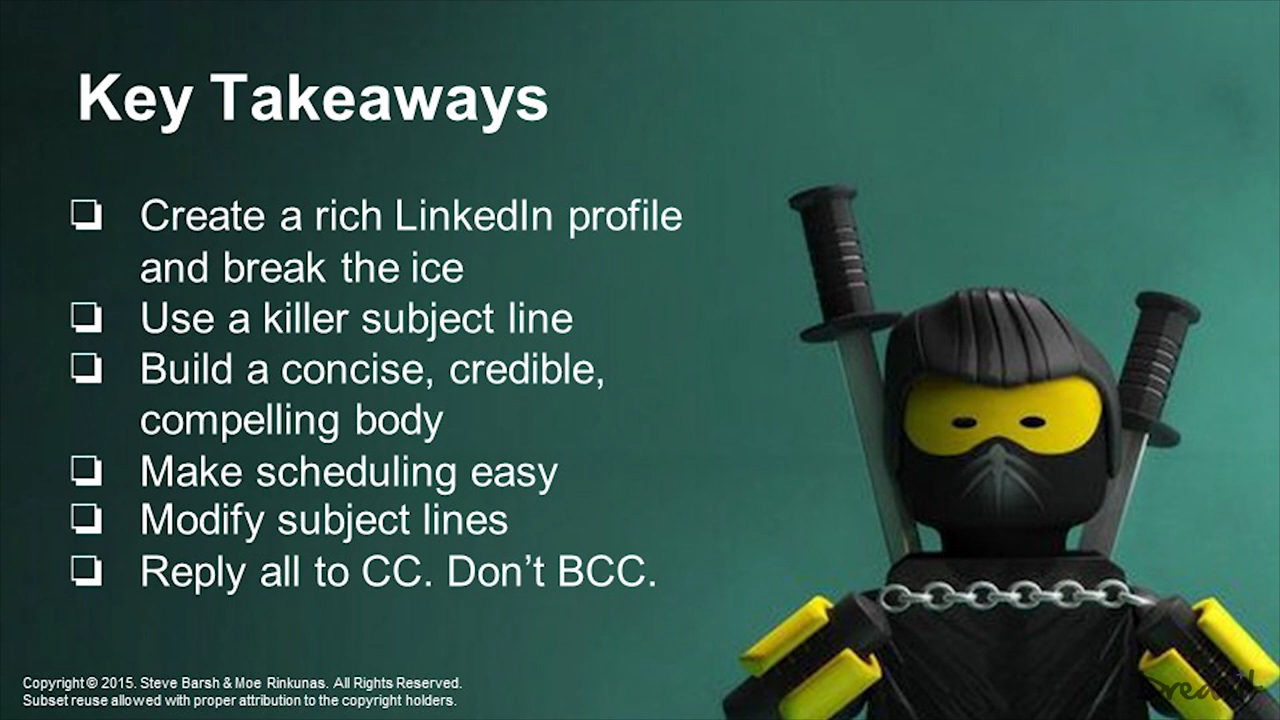 Key Takeaways
❏ Create a rich LinkedIn profile
and break the ice
❏ Use a killer subject line
❏ Build a concise, credible,
compelling body
❏ Make scheduling easy
❏ Modify subject lines
❏ Reply all to CC. Don’t BCC.
Copyright © 2015. Steve Barsh & Moe Rinkunas. All Rights Reserved.
Subset reuse allowed with proper attribution to the copyright holders.